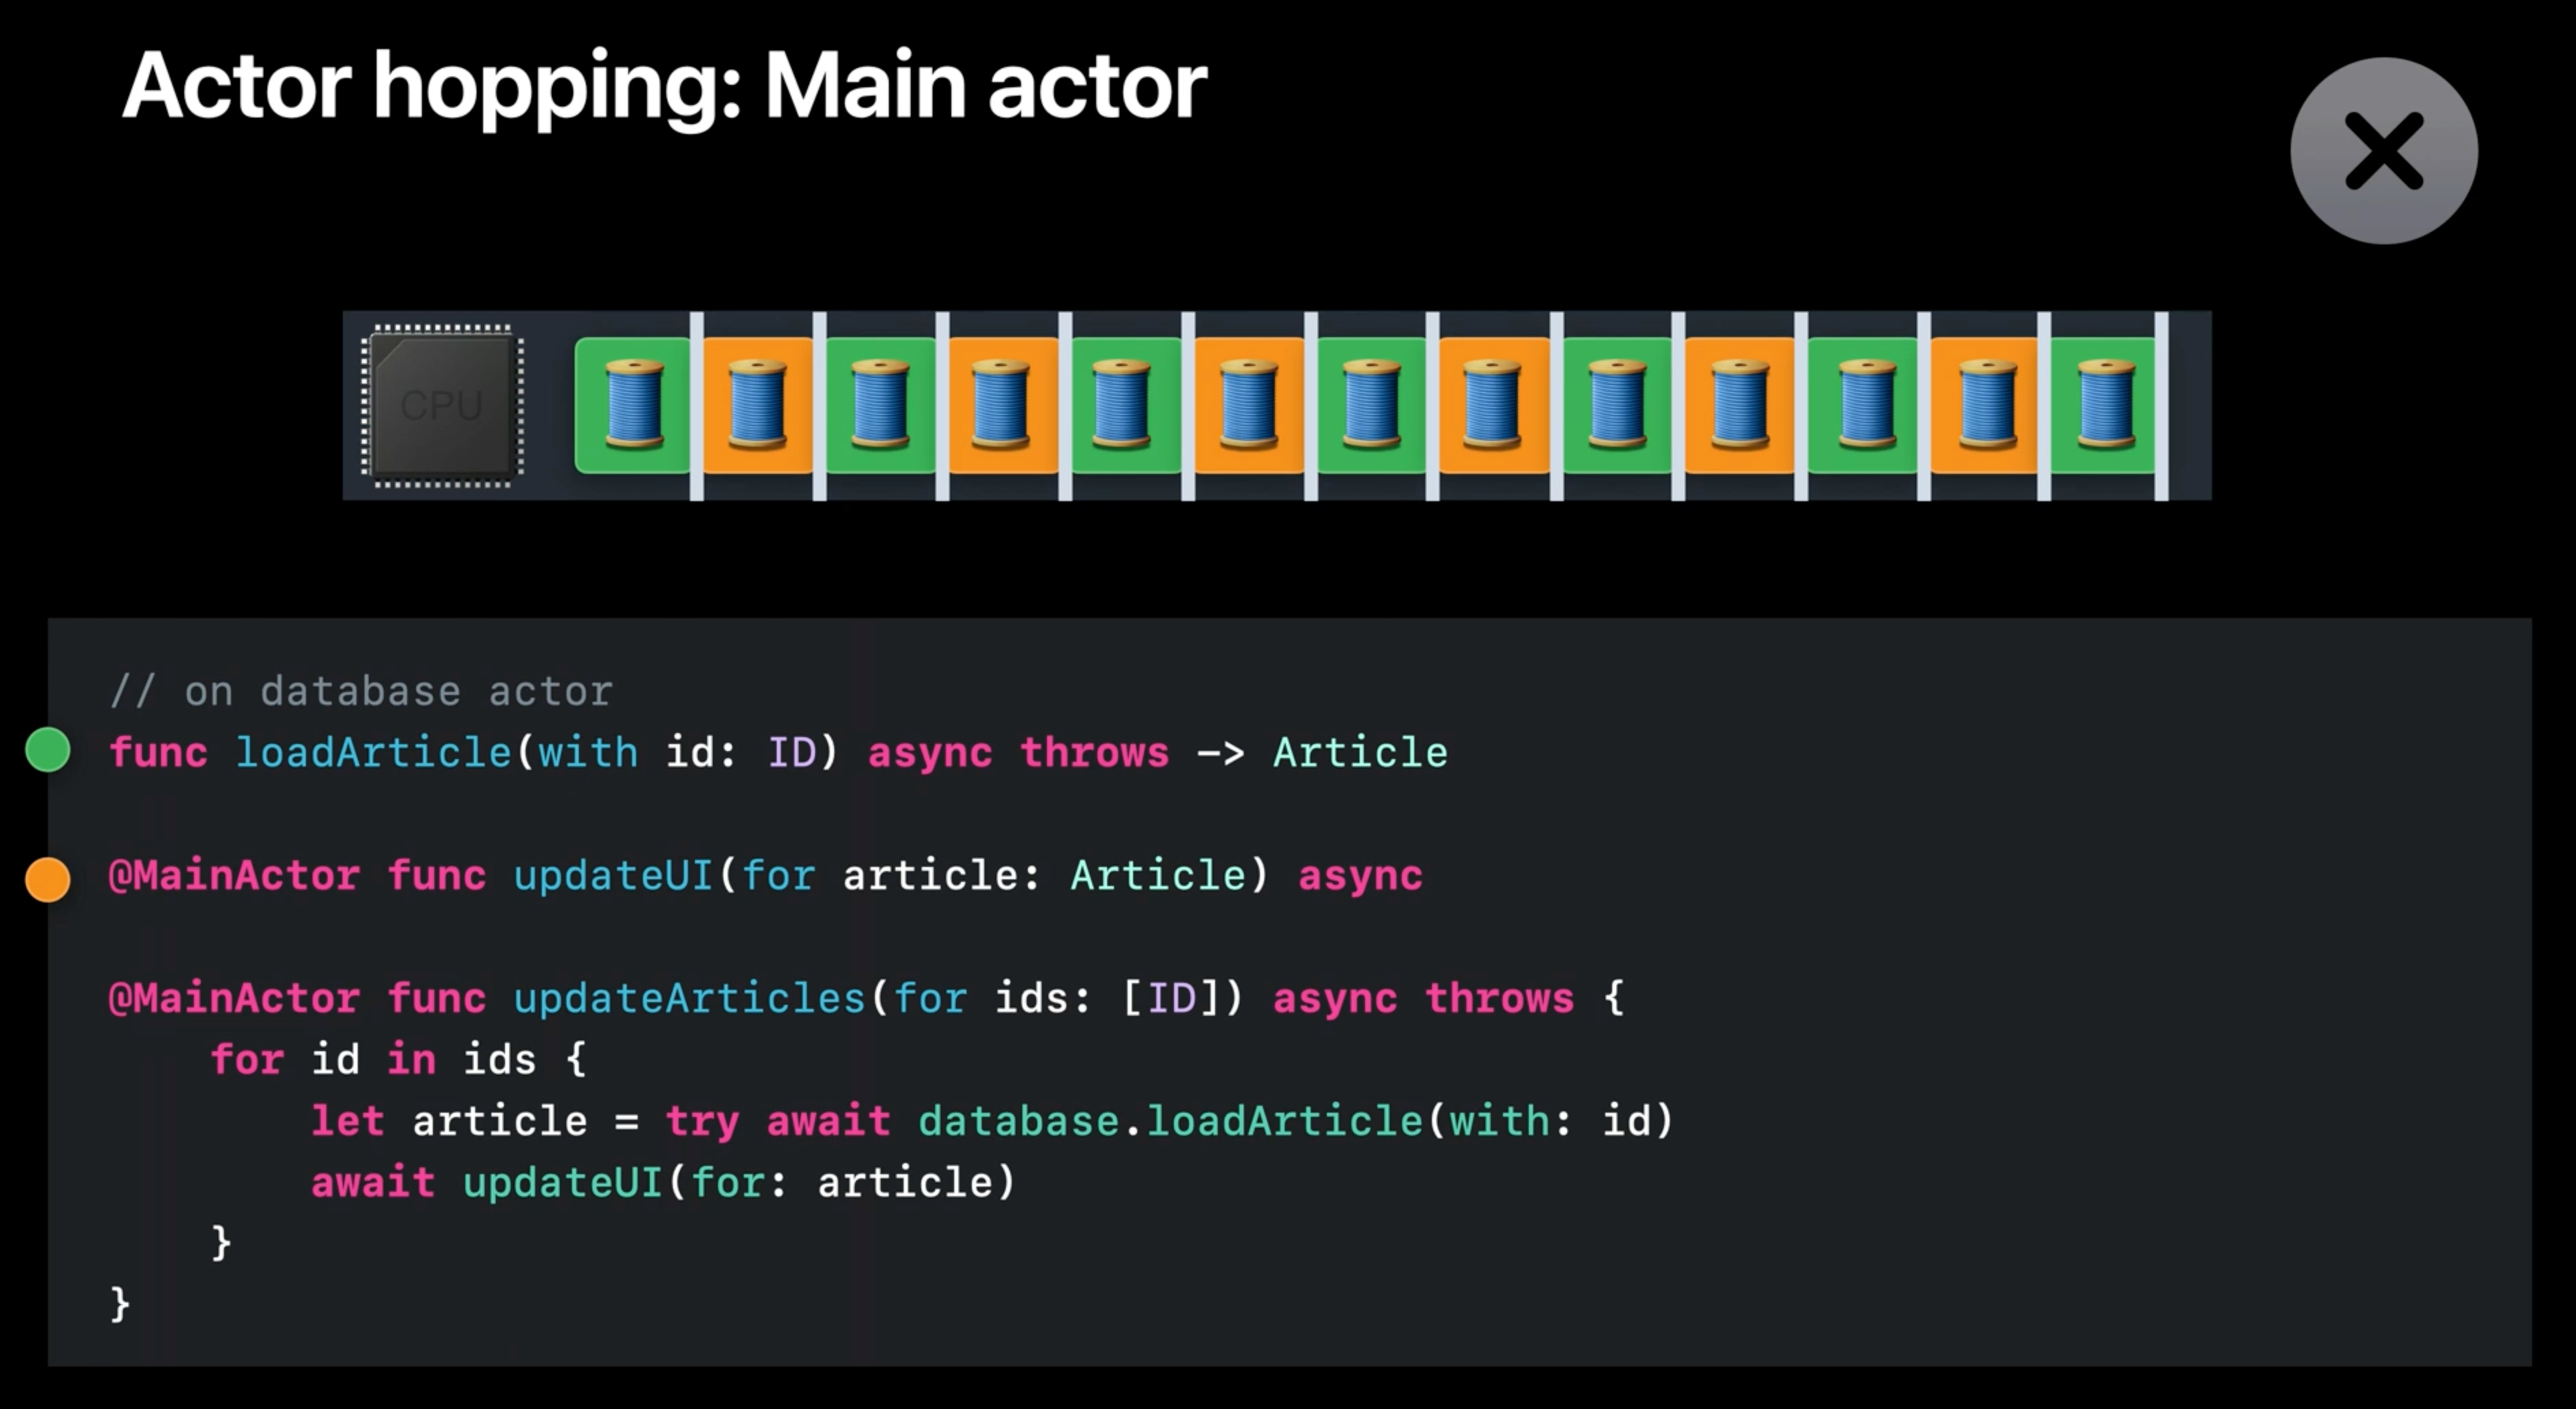 Actor hopping: Main actor
CPU
// on database actor
func loadArticle(with id: ID) async throws -> Article
@MainActor func updateUI(for article: Article) async
@MainActor func updateArticles(for ids: [ID]) async throws {
for id in ids {
let article = try await database.loadArticle(with: id)
await updateUI(for: article)
}
}